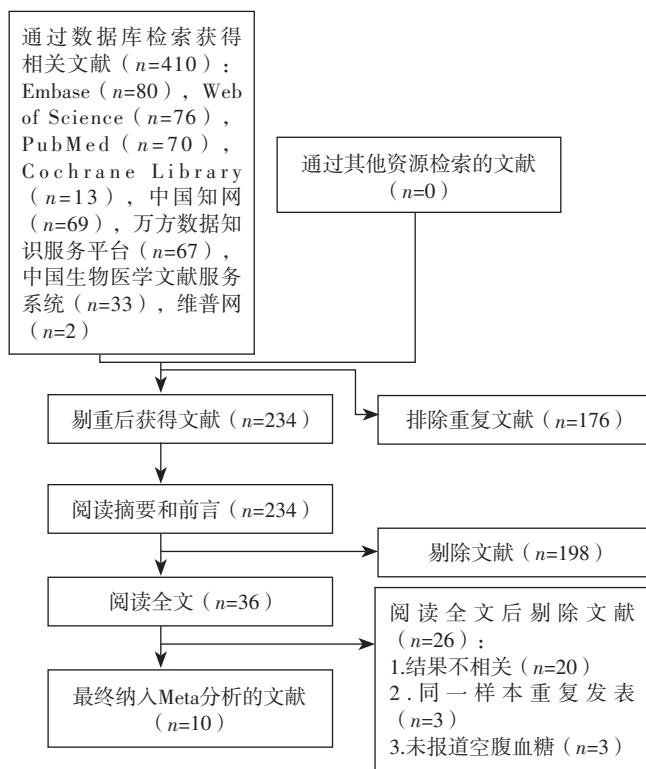 通过数据库检索获得
相关文献（n=410）：
Embase（n=80），Web
of Science（n=76），
PubMed（n=70），
Cochrane Library
（n=13），中国知网
（n=69），万方数据知
识服务平台（n=67），
中国生物医学文献服务
系统（n=33），维普网
（n=2）
通过其他资源检索的文献
（n=0）
剔重后获得文献（n=234）
排除重复文献（n=176）
阅读摘要和前言（n=234）
剔除文献（n=198）
阅读全文（n=36）
阅读全文后剔除文献
（n=26）：
1.结果不相关（n=20）
2.同一样本重复发表
（n=3）
3.未报道空腹血糖（n=3）
最终纳入Meta分析的文献
（n=10）